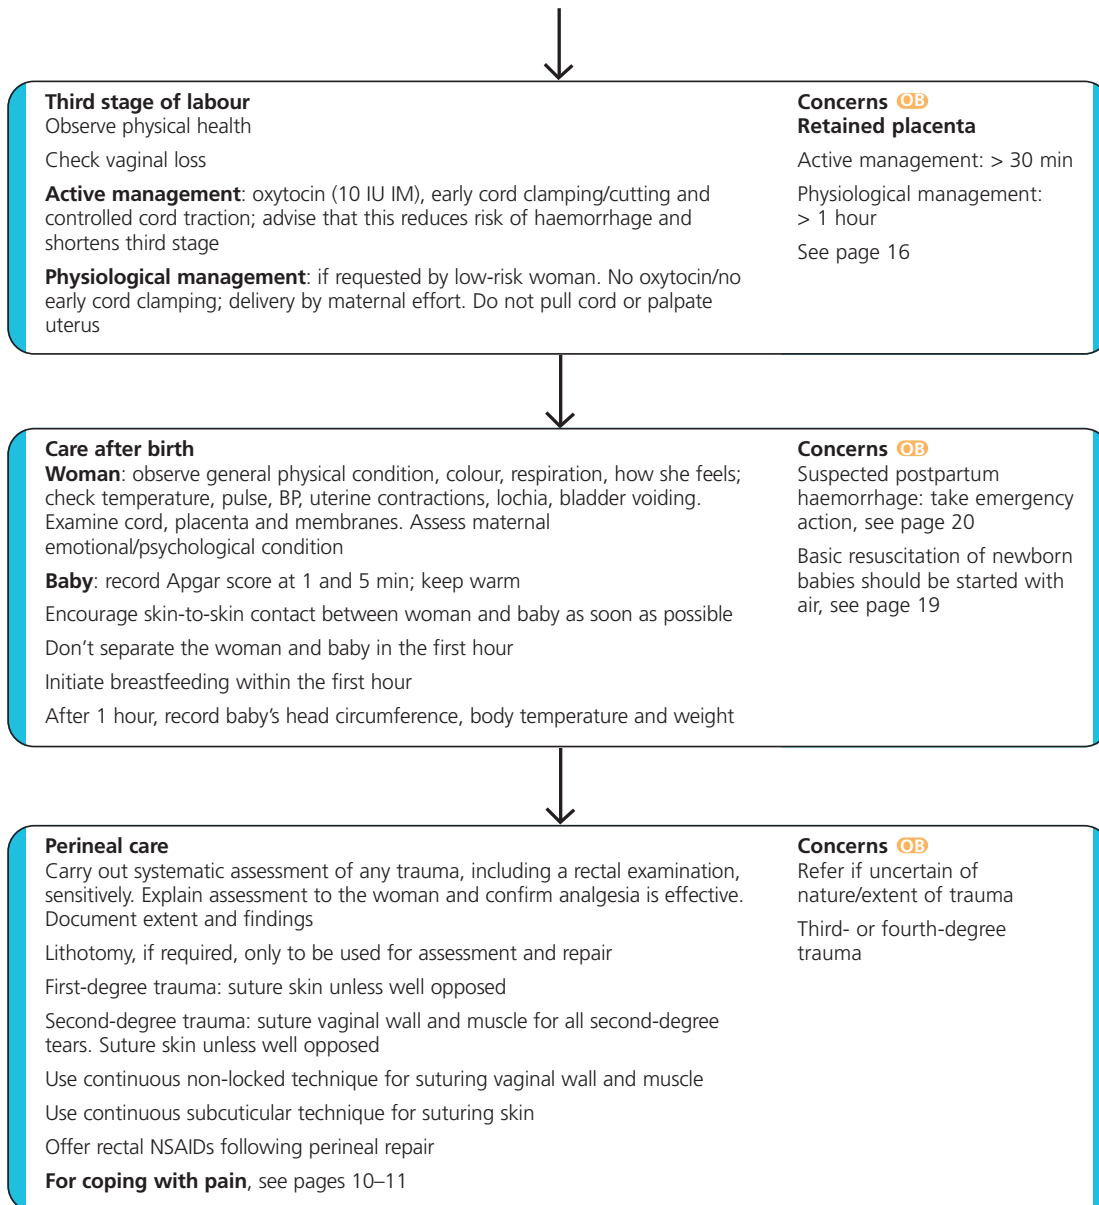 Third stage of labour
Observe physical health
Check vaginal loss
Active management: oxytocin (10 IU IM), early cord clamping/cutting and
controlled cord traction; advise that this reduces risk of haemorrhage and
shortens third stage
Physiological management: if requested by low-risk woman. No oxytocin/no
early cord clamping; delivery by maternal effort. Do not pull cord or palpate
uterus
Concerns OB
Retained placenta
Active management: > 30 min
Physiological management:
> 1 hour
See page 16
Care after birth
Woman: observe general physical condition, colour, respiration, how she feels;
check temperature, pulse, BP, uterine contractions, lochia, bladder voiding.
Examine cord, placenta and membranes. Assess maternal
emotional/psychological condition
Baby: record Apgar score at 1 and 5 min; keep warm
Encourage skin-to-skin contact between woman and baby as soon as possible
Don't separate the woman and baby in the first hour
Initiate breastfeeding within the first hour
After 1 hour, record baby's head circumference, body temperature and weight
Concerns OB
Suspected postpartum
haemorrhage: take emergency
action, see page 20
Basic resuscitation of newborn
babies should be started with
air, see page 19
Perineal care
Carry out systematic assessment of any trauma, including a rectal examination,
sensitively. Explain assessment to the woman and confirm analgesia is effective.
Document extent and findings
Lithotomy, if required, only to be used for assessment and repair
First-degree trauma: suture skin unless well opposed
Second-degree trauma: suture vaginal wall and muscle for all second-degree
tears. Suture skin unless well opposed
Use continuous non-locked technique for suturing vaginal wall and muscle
Use continuous subcuticular technique for suturing skin
Offer rectal NSAIDs following perineal repair
For coping with pain, see pages 10–11
Concerns OB
Refer if uncertain of
nature/extent of trauma
Third- or fourth-degree
trauma